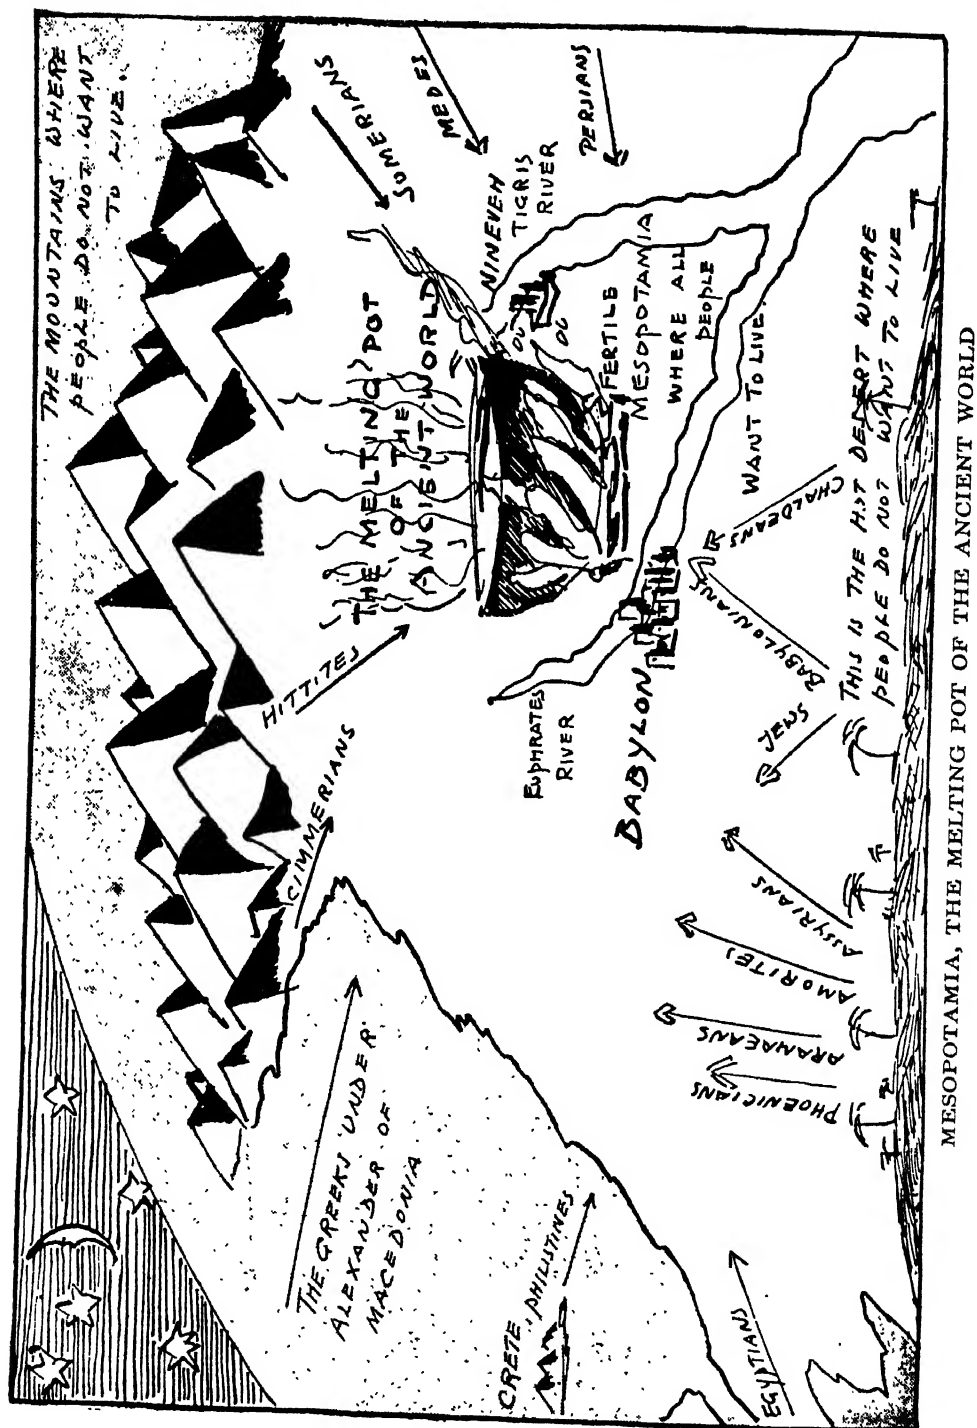 THE MOUNTAINS WHERE
PEOPLE DO NOT WANT
TO LIVE.
SUMERIANS
MEDES
PERSIANS
THE MELTING POT
OF THE
ANCIENT WORLD
NINEVEH
TIGRIS
RIVER
HITTITES
CIMMERIANS
FERTILE
MESOPOTAMIA
WHERE ALL
PEOPLE
WANT TO LIVE.
EUPHRATES
RIVER
BABYLON
THE GREEKS UNDER
ALEXANDER OF
MACEDONIA
CRETE
PHILISTINES
EGYPTIANS
PHOENICIANS
ARAMAEANS
AMORITES
ASSYRIANS
JEWS
BABYLONIANS
CHALDEANS
THIS IS THE HOT DESERT WHERE
PEOPLE DO NOT WANT TO LIVE
MESOPOTAMIA, THE MELTING POT OF THE ANCIENT WORLD